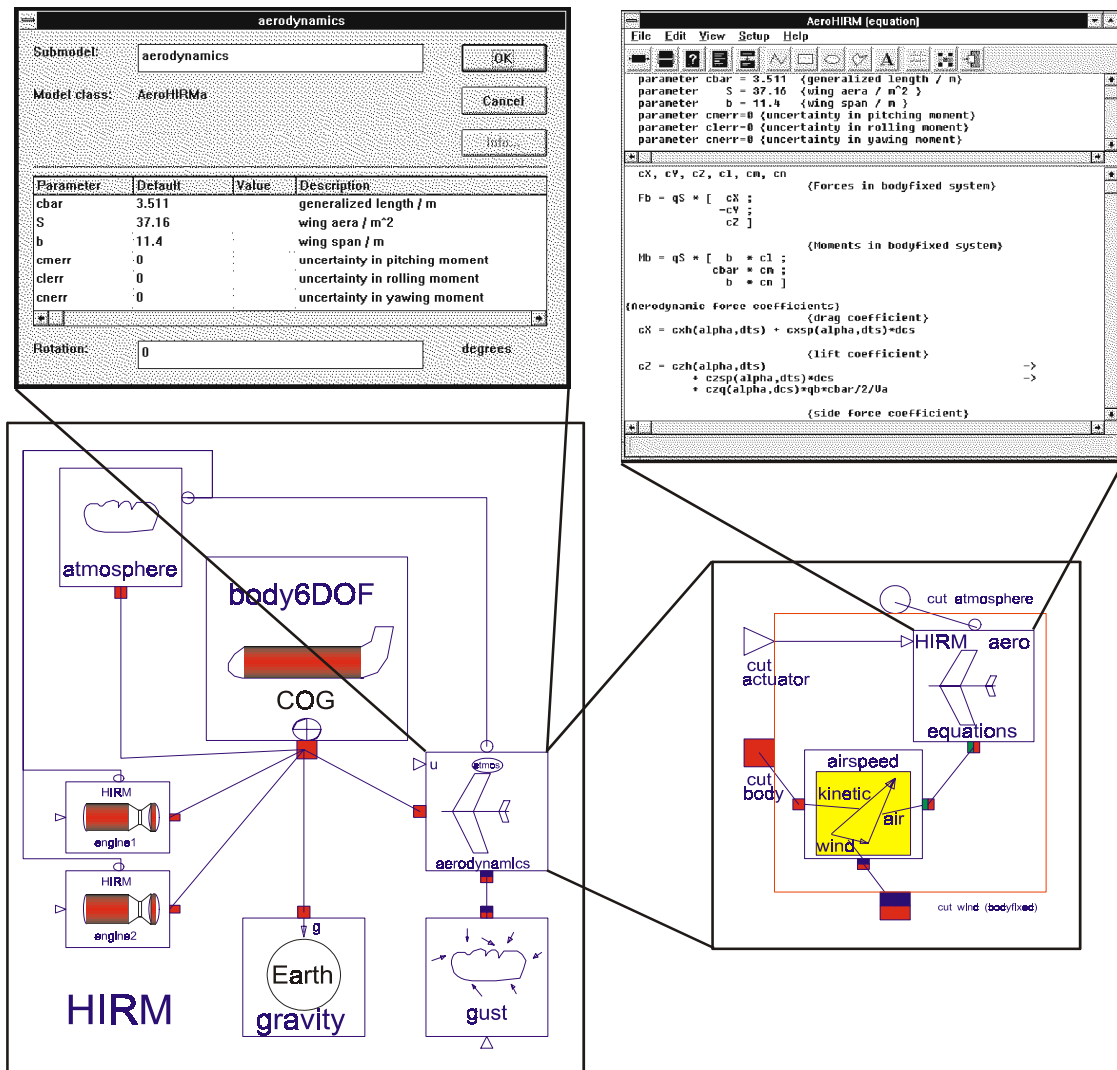 aerodynamics
Submodel: aerodynamics OK
Model class: AeroHIRMa Cancel
Info...
Parameter Default Value Description
cbar 3.511 generalized length / m
S 37.16 wing aera / m^2
b 11.4 wing span / m
cmerr 0 uncertainty in pitching moment
clerr 0 uncertainty in rolling moment
cnerr 0 uncertainty in yawing moment
Rotation: 0 degrees
AeroHIRM (equation)
File Edit View Setup Help
parameter cbar = 3.511 {generalized length / m}
parameter S = 37.16 {wing aera / m^2 }
parameter b = 11.4 {wing span / m }
parameter cmerr=0 {uncertainty in pitching moment}
parameter clerr=0 {uncertainty in rolling moment}
parameter cnerr=0 {uncertainty in yawing moment}
cX, cY, cZ, cl, cm, cn
{Forces in bodyfixed system}
Fb = qS * [ cX ;
-cY ;
cZ ]
{Moments in bodyfixed system}
Mb = qS * [ b * cl ;
cbar * cm ;
b * cn ]
{Aerodynamic force coefficients}
{drag coefficient}
cX = cxh(alpha,dts) + cxsp(alpha,dts)*dcs
{lift coefficient}
cZ = czh(alpha,dts) ->
+ czsp(alpha,dts)*dcs ->
+ czq(alpha,dcs)*qb*cbar/2/Va
{side force coefficient}
atmosphere
body6DOF
COG
HIRM
engine1
HIRM
engine2
u atmos
aerodynamics
g
Earth
gravity
gust
HIRM
cut atmosphere
HIRM aero
equations
cut
actuator
cut
body
airspeed
kinetic
air
wind
cut wind (bodyfixed)